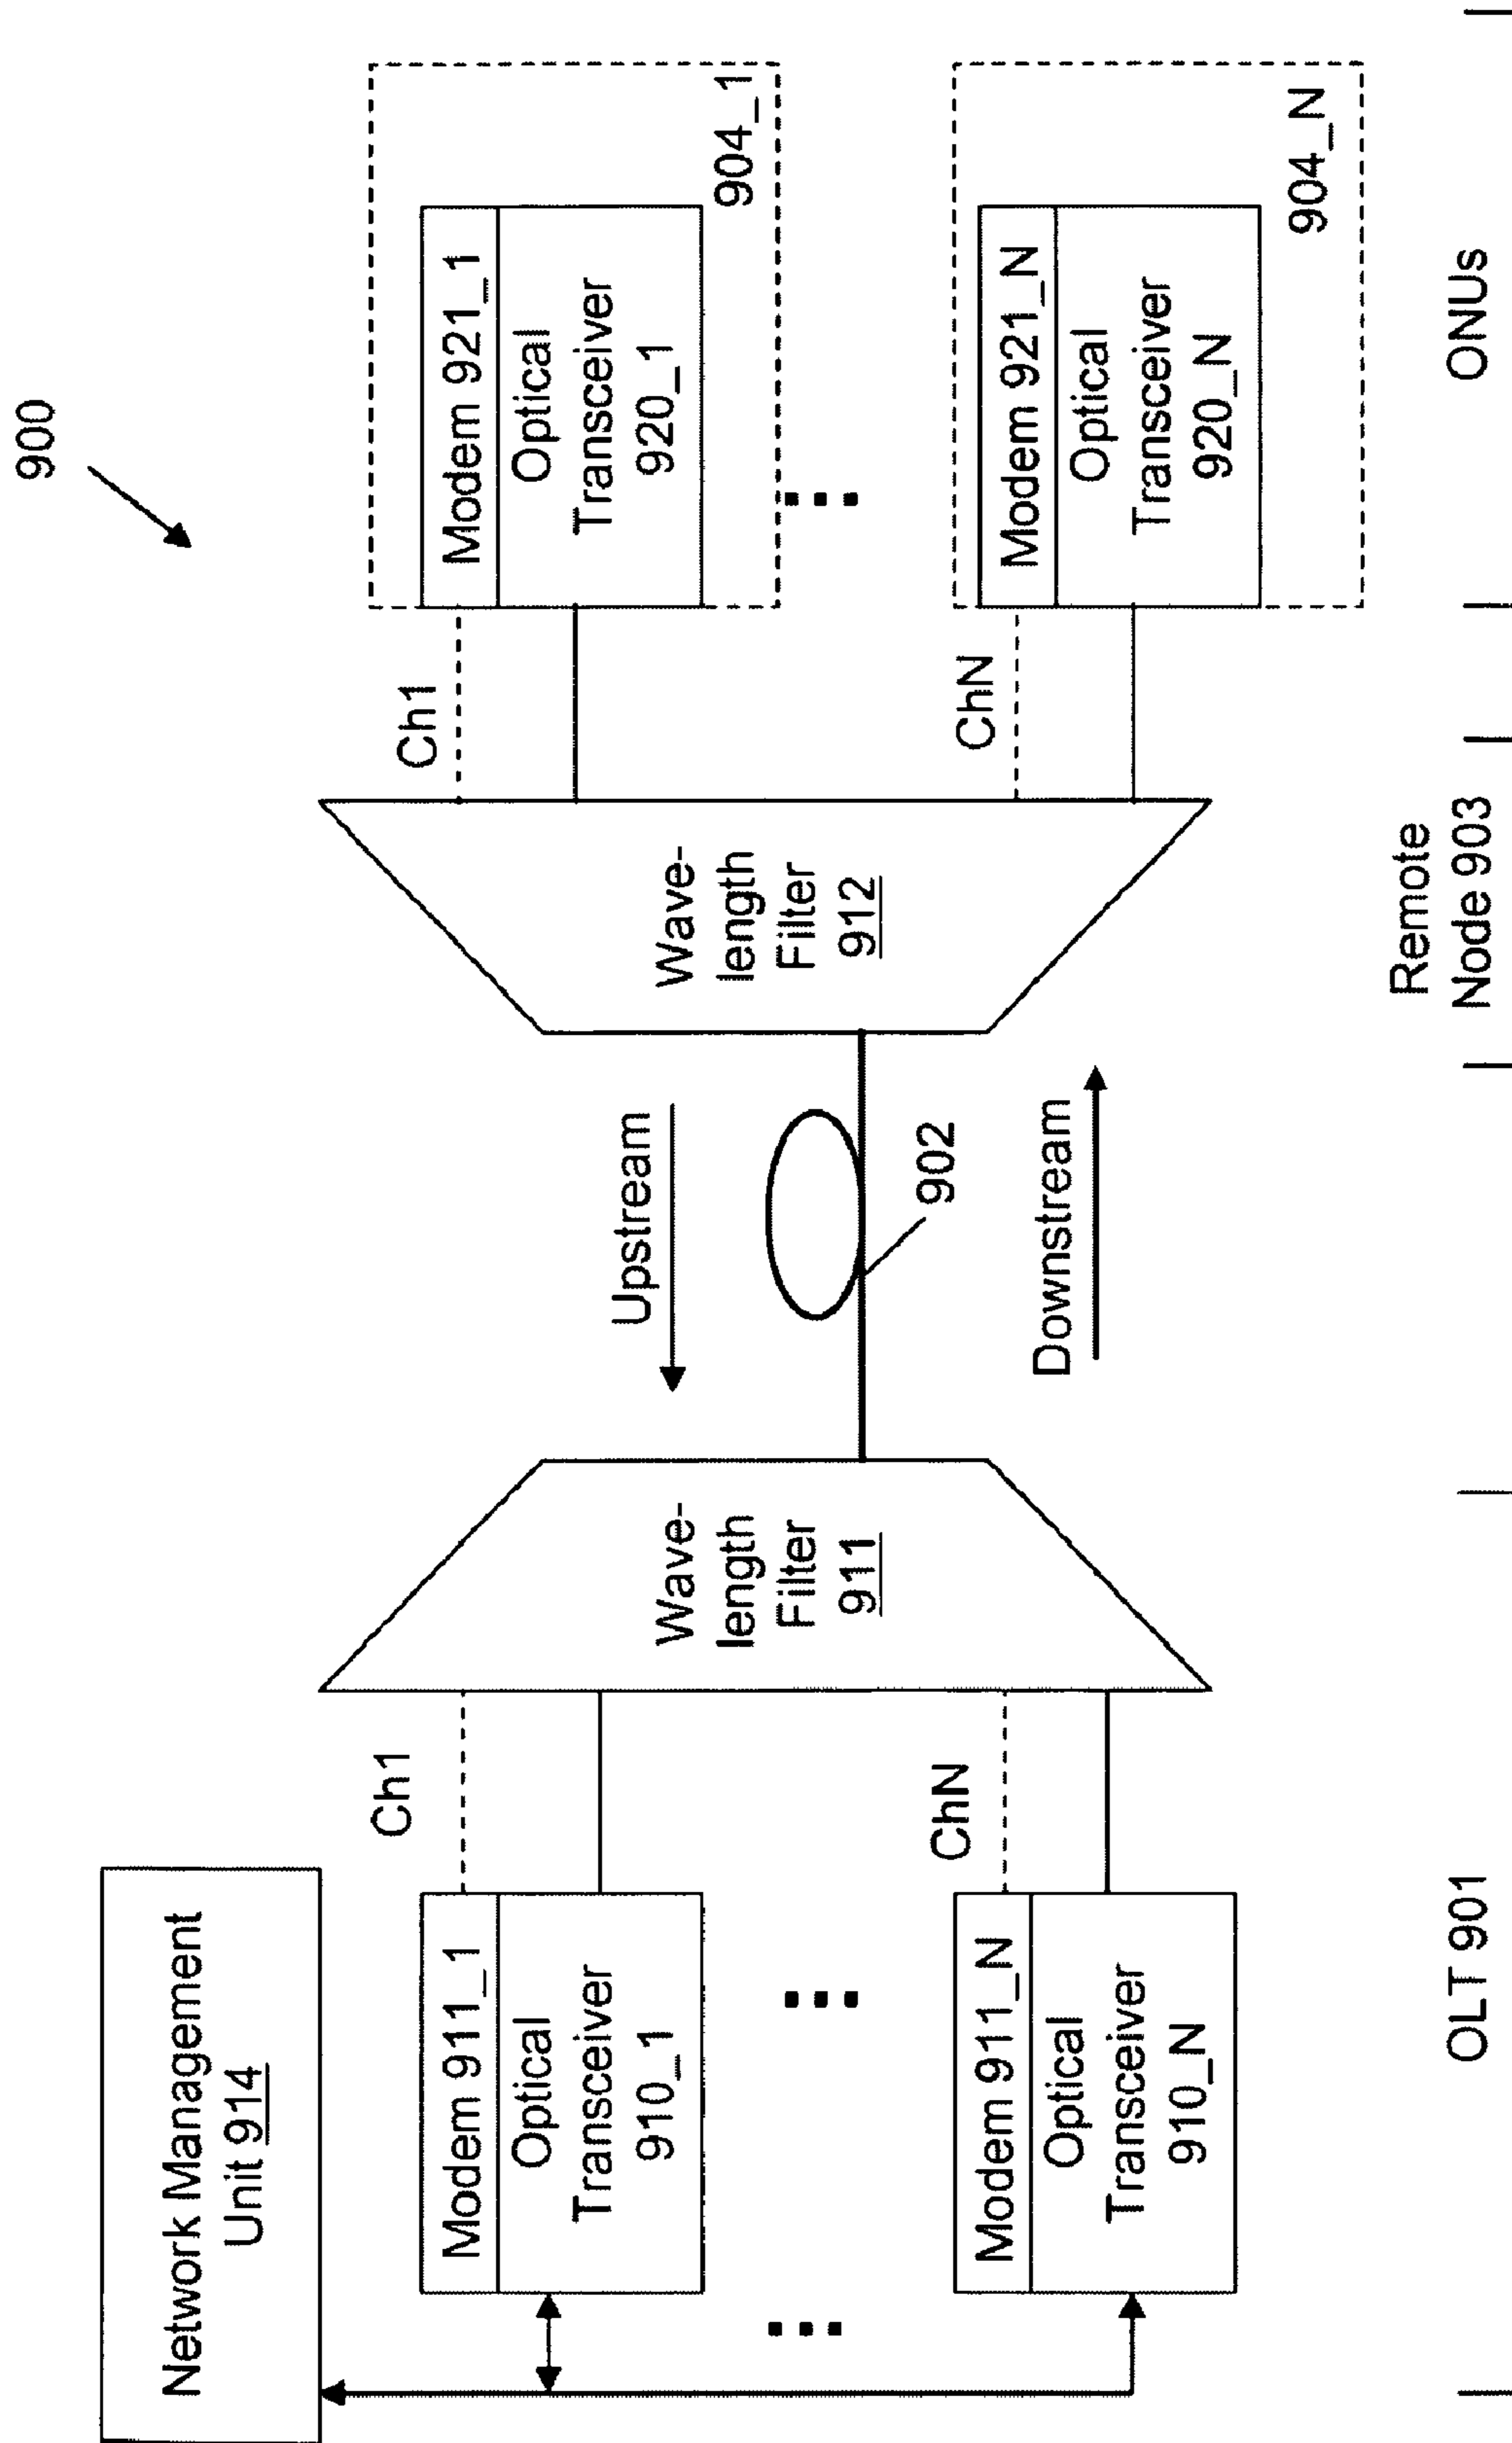 900
Network Management
Unit 914
Modem 911_1
Optical
Transceiver
910_1
Ch1
Modem 911_N
Optical
Transceiver
910_N
ChN
Wave-
length
Filter
911
Upstream
902
Downstream
Wave-
length
Filter
912
Ch1
ChN
Modem 921_1
Optical
Transceiver
920_1
904_1
Modem 921_N
Optical
Transceiver
920_N
904_N
OLT 901
Remote
Node 903
ONUs